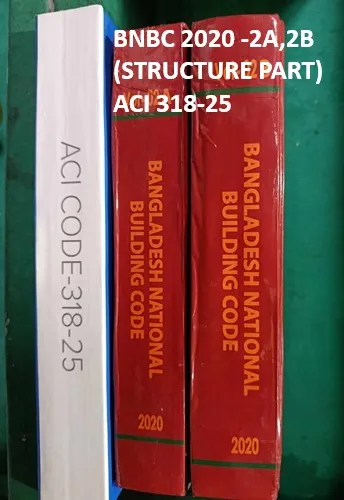 BNBC 2020 -2A,2B
(STRUCTURE PART)
ACI 318-25
ACI CODE-318-25
BANGLADESH NATIONAL
BUILDING CODE
2020
BANGLADESH NATIONAL
BUILDING CODE
2020